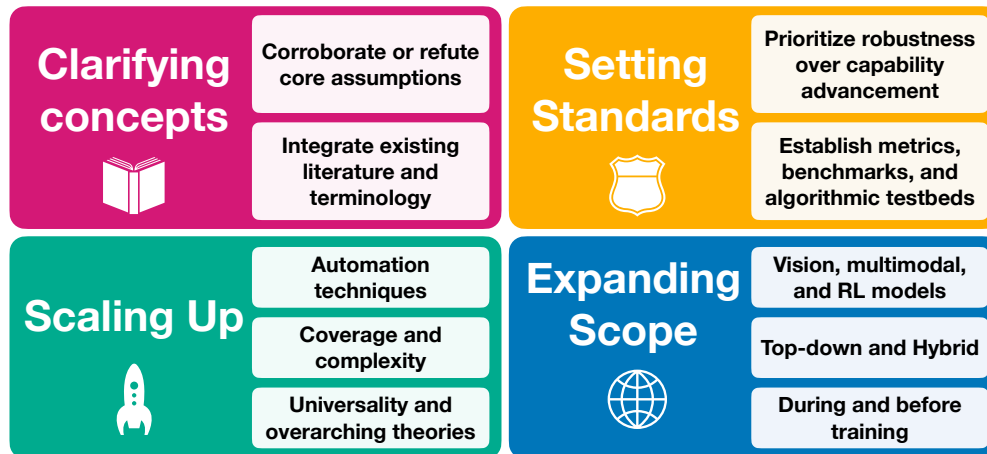 Clarifying
concepts
Corroborate or refute
core assumptions
Integrate existing
literature and
terminology
Setting
Standards
Prioritize robustness
over capability
advancement
Establish metrics,
benchmarks, and
algorithmic testbeds
Scaling Up
Automation
techniques
Coverage and
complexity
Universality and
overarching theories
Expanding
Scope
Vision, multimodal,
and RL models
Top-down and Hybrid
During and before
training